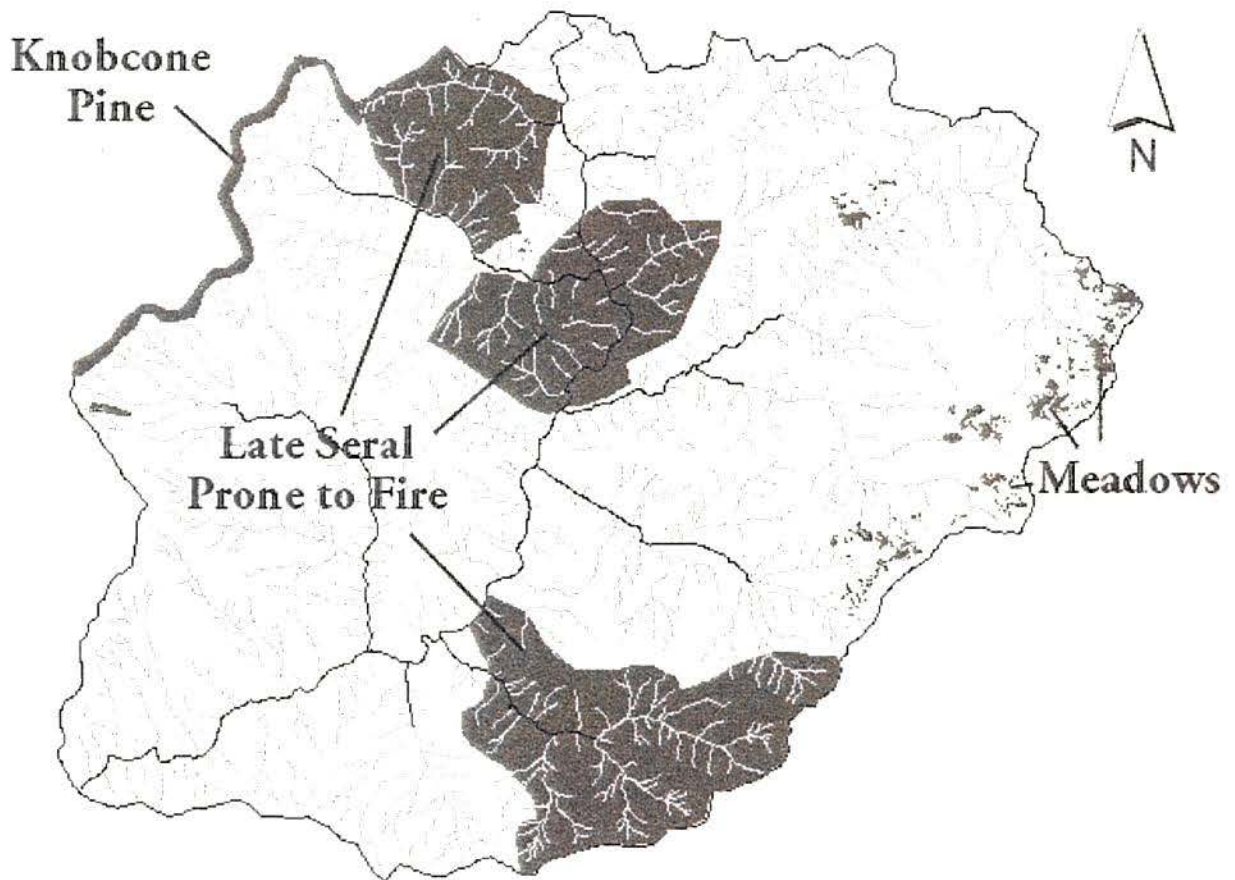 Knobcone
Pine
N
Late Seral
Prone to Fire
Meadows